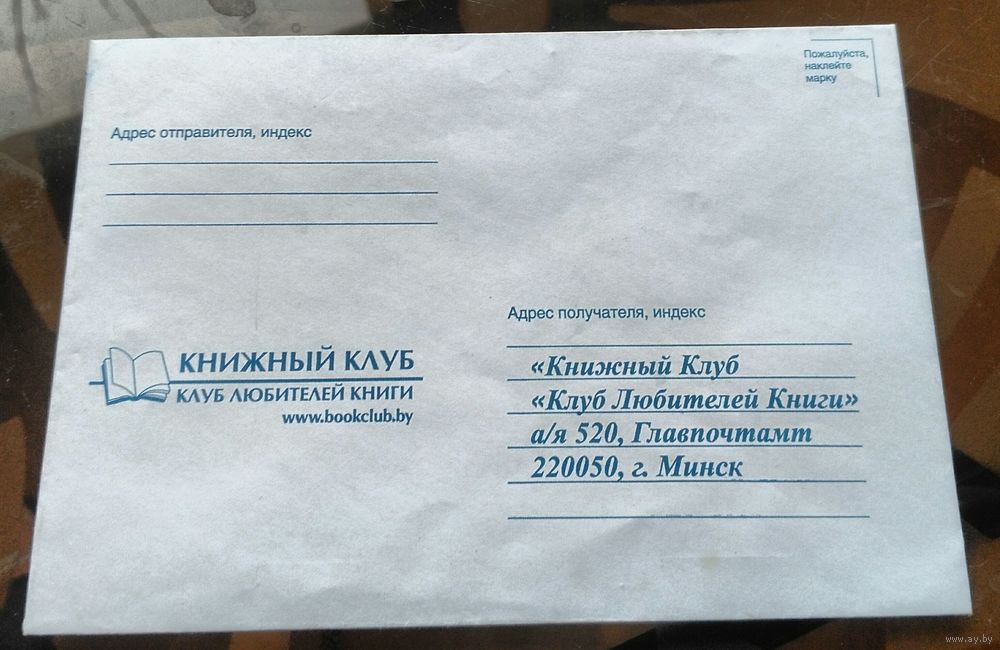 Пожалуйста,
наклейте
марку
Адрес отправителя, индекс
Адрес получателя, индекс
КНИЖНЫЙ КЛУБ
КЛУБ ЛЮБИТЕЛЕЙ КНИГИ
www.bookclub.by
«Книжный Клуб
«Клуб Любителей Книги»
а/я 520, Главпочтамт
220050, г. Минск
www.ay.by